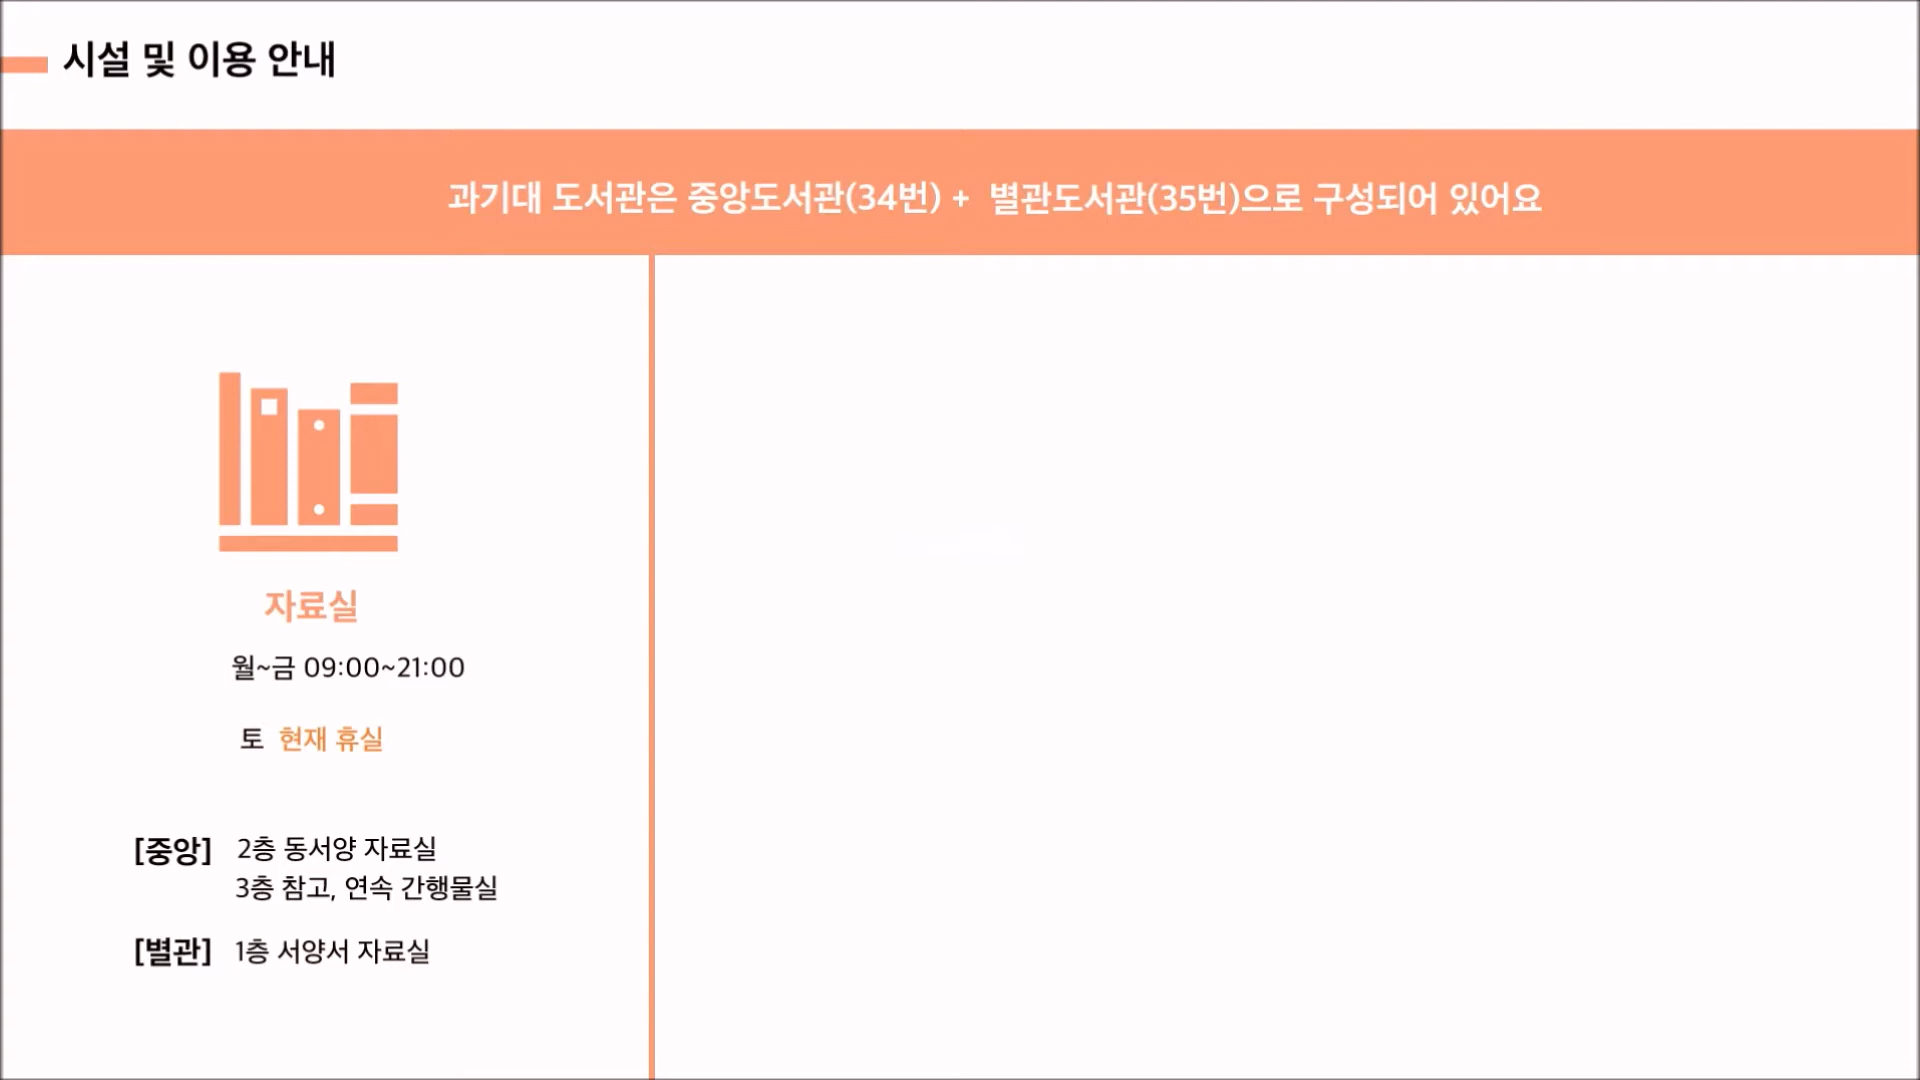 시설 및 이용 안내
과기대 도서관은 중앙도서관(34번) + 별관도서관(35번)으로 구성되어 있어요
자료실
월~금 09:00~21:00
토 현재 휴실
[중앙] 2층 동서양 자료실
3층 참고, 연속 간행물실
[별관] 1층 서양서 자료실